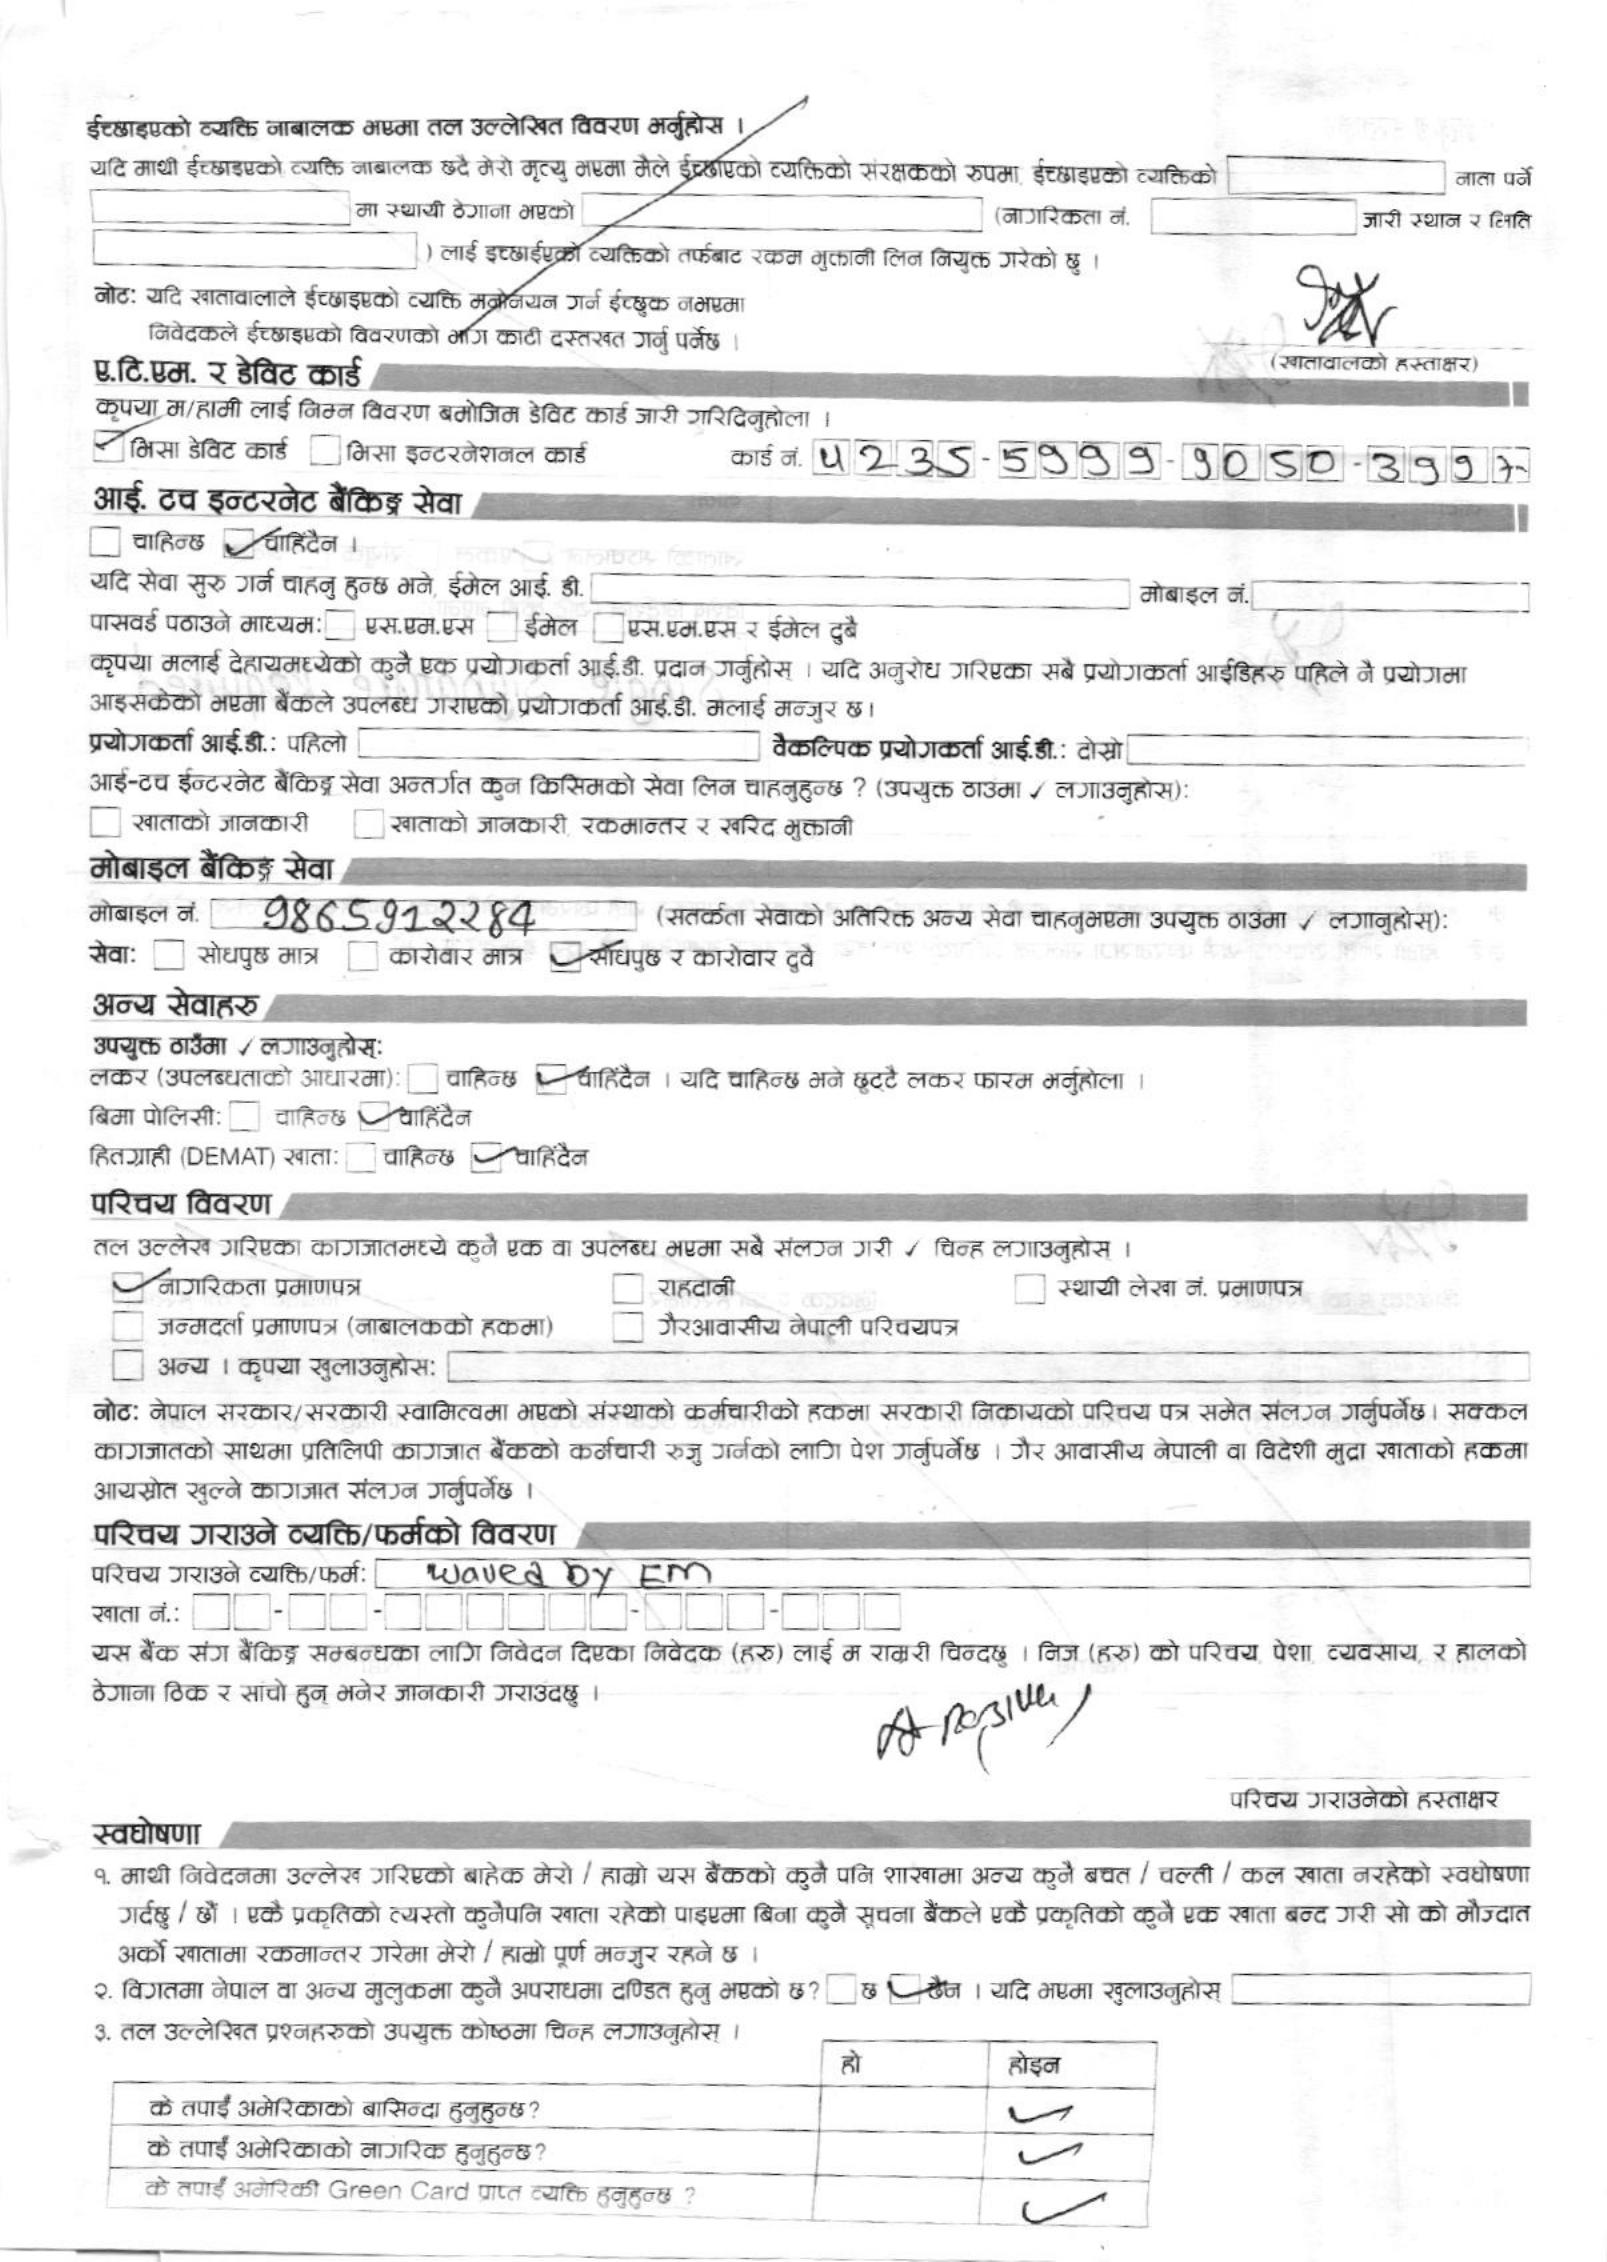 ईच्छाइएको व्यक्ति नाबालक भएमा तल उल्लेखित विवरण भर्नुहोस ।
यदि माथी ईच्छाइएको व्यक्ति नाबालक छदै मेरो मृत्यु भएमा मैले ईच्छाएको व्यक्तिको संरक्षकको रुपमा, ईच्छाइएको व्यक्तिको नाता पर्ने
मा स्थायी ठेगाना भएको (नागरिकता नं. जारी स्थान र मिति
) लाई इच्छाईएको व्यक्तिको तर्फबाट रकम भुक्तानी लिन नियुक्त गरेको छु ।
नोट: यदि खातावालाले ईच्छाइएको व्यक्ति मनोनयन गर्न ईच्छुक नभएमा
निवेदकले ईच्छाइएको विवरणको भाग काटी दस्तखत गर्नु पर्नेछ ।
(खातावालको हस्ताक्षर)
ए.टि.एम. र डेविट कार्ड
कृपया म/हामी लाई निम्न विवरण बमोजिम डेविट कार्ड जारी गरिदिनुहोला ।
✓ भिसा डेविट कार्ड भिसा इन्टरनेशनल कार्ड कार्ड नं. 4235-5999-9050-3997
आई. टच इन्टरनेट बैंकिङ्ग सेवा
चाहिन्छ ✓ चाहिँदैन ।
यदि सेवा सुरु गर्न चाहनु हुन्छ भने, ईमेल आई. डी. मोबाइल नं.
पासवर्ड पठाउने माध्यम: एस.एम.एस ईमेल एस.एम.एस र ईमेल दुबै
कृपया मलाई देहायमध्येको कुनै एक प्रयोगकर्ता आई.डी. प्रदान गर्नुहोस् । यदि अनुरोध गरिएका सबै प्रयोगकर्ता आईडिहरु पहिले नै प्रयोगमा
आइसकेको भएमा बैंकले उपलब्ध गराएको प्रयोगकर्ता आई.डी. मलाई मन्जुर छ।
प्रयोगकर्ता आई.डी.: पहिलो वैकल्पिक प्रयोगकर्ता आई.डी.: दोस्रो
आई-टच ईन्टरनेट बैंकिङ्ग सेवा अन्तर्गत कुन किसिमको सेवा लिन चाहनुहुन्छ ? (उपयुक्त ठाउंमा ✓ लगाउनुहोस्):
खाताको जानकारी खाताको जानकारी, रकमान्तर र खरिद भुक्तानी
मोबाइल बैंकिङ्ग सेवा
मोबाइल नं. 9865912284 (सतर्कता सेवाको अतिरिक्त अन्य सेवा चाहनुभएमा उपयुक्त ठाउंमा ✓ लगानुहोस्):
सेवा: सोधपुछ मात्र कारोवार मात्र ✓ सोधपुछ र कारोवार दुवै
अन्य सेवाहरु
उपयुक्त ठाउँमा ✓ लगाउनुहोस्:
लकर (उपलब्धताको आधारमा): चाहिन्छ ✓ चाहिँदैन । यदि चाहिन्छ भने छुट्टै लकर फारम भर्नुहोला ।
बिमा पोलिसी: चाहिन्छ ✓ चाहिँदैन
हितग्राही (DEMAT) खाता: चाहिन्छ ✓ चाहिँदैन
परिचय विवरण
तल उल्लेख गरिएका कागजातमध्ये कुनै एक वा उपलब्ध भएमा सबै संलग्न गरी ✓ चिन्ह लगाउनुहोस् ।
✓ नागरिकता प्रमाणपत्र राहदानी स्थायी लेखा नं. प्रमाणपत्र
जन्मदर्ता प्रमाणपत्र (नाबालकको हकमा) गैरआवासीय नेपाली परिचयपत्र
अन्य । कृपया खुलाउनुहोस:
नोट: नेपाल सरकार/सरकारी स्वामित्वमा भएको संस्थाको कर्मचारीको हकमा सरकारी निकायको परिचय पत्र समेत संलग्न गर्नुपर्नेछ। सक्कल
कागजातको साथमा प्रतिलिपी कागजात बैंकको कर्मचारी रुजु गर्नको लागि पेश गर्नुपर्नेछ । गैर आवासीय नेपाली वा विदेशी मुद्रा खाताको हकमा
आयस्रोत खुल्ने कागजात संलग्न गर्नुपर्नेछ ।
परिचय गराउने व्यक्ति/फर्मको विवरण
परिचय गराउने व्यक्ति/फर्म: waved by EM
खाता नं.: - - - -
यस बैंक संग बैंकिङ्ग सम्बन्धका लागि निवेदन दिएका निवेदक (हरु) लाई म राम्ररी चिन्दछु । निज (हरु) को परिचय, पेशा, व्यवसाय, र हालको
ठेगाना ठिक र सांचो हुन् भनेर जानकारी गराउंदछु ।
परिचय गराउनेको हस्ताक्षर
स्वघोषणा
१. माथी निवेदनमा उल्लेख गरिएको बाहेक मेरो / हाम्रो यस बैंकको कुनै पनि शाखामा अन्य कुनै बचत / चल्ती / कल खाता नरहेको स्वघोषणा
गर्दछु / छौं । एकै प्रकृतिको त्यस्तो कुनैपनि खाता रहेको पाइएमा बिना कुनै सूचना बैंकले एकै प्रकृतिको कुनै एक खाता बन्द गरी सो को मौज्दात
अर्को खातामा रकमान्तर गरेमा मेरो / हाम्रो पूर्ण मन्जुर रहने छ ।
२. विगतमा नेपाल वा अन्य मुलुकमा कुनै अपराधमा दण्डित हुनु भएको छ? छ ✓ छैन । यदि भएमा खुलाउनुहोस्
३. तल उल्लेखित प्रश्नहरुको उपयुक्त कोष्ठमा चिन्ह लगाउनुहोस् ।
हो होइन
के तपाईं अमेरिकाको बासिन्दा हुनुहुन्छ? ✓
के तपाईं अमेरिकाको नागरिक हुनुहुन्छ? ✓
के तपाईं अमेरिकी Green Card प्राप्त व्यक्ति हुनुहुन्छ ? ✓